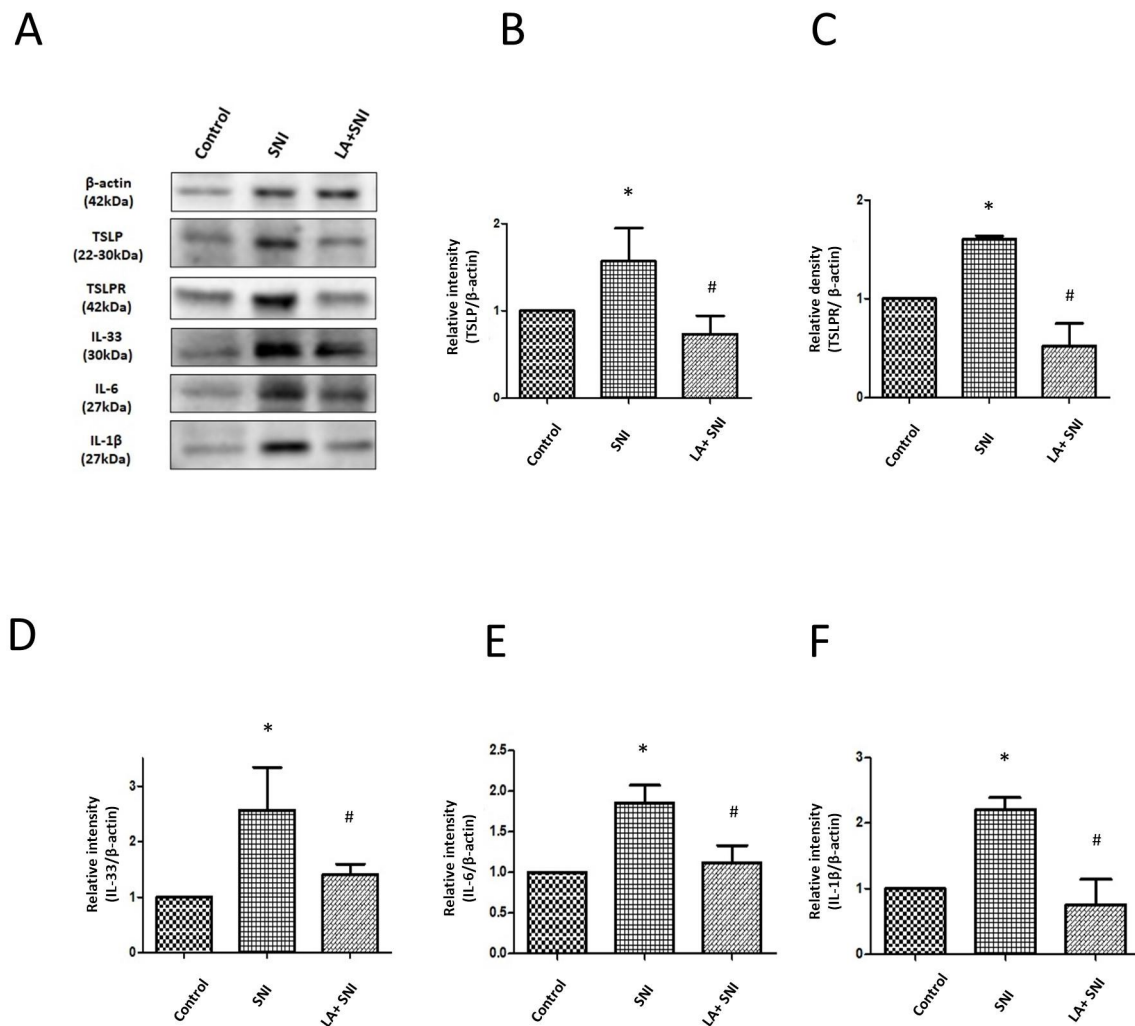 A
B
C
Control
SNI
LA+SNI
β-actin
(42kDa)
TSLP
(22-30kDa)
TSLPR
(42kDa)
IL-33
(30kDa)
IL-6
(27kDa)
IL-1β
(27kDa)
Relative intensity
(TSLP/β-actin)
2
1
0
*
#
Control
SNI
LA+ SNI
Relative density
(TSLPR/ β-actin)
2
1
0
*
#
Control
SNI
LA+ SNI
D
E
F
Relative intensity
(IL-33/β-actin)
3
2
1
0
*
#
Control
SNI
LA+ SNI
Relative intensity
(IL-6/β-actin)
2.5
2.0
1.5
1.0
0.5
0.0
*
#
Control
SNI
LA+ SNI
Relative intensity
(IL-1β/β-actin)
3
2
1
0
*
#
Control
SNI
LA+ SNI